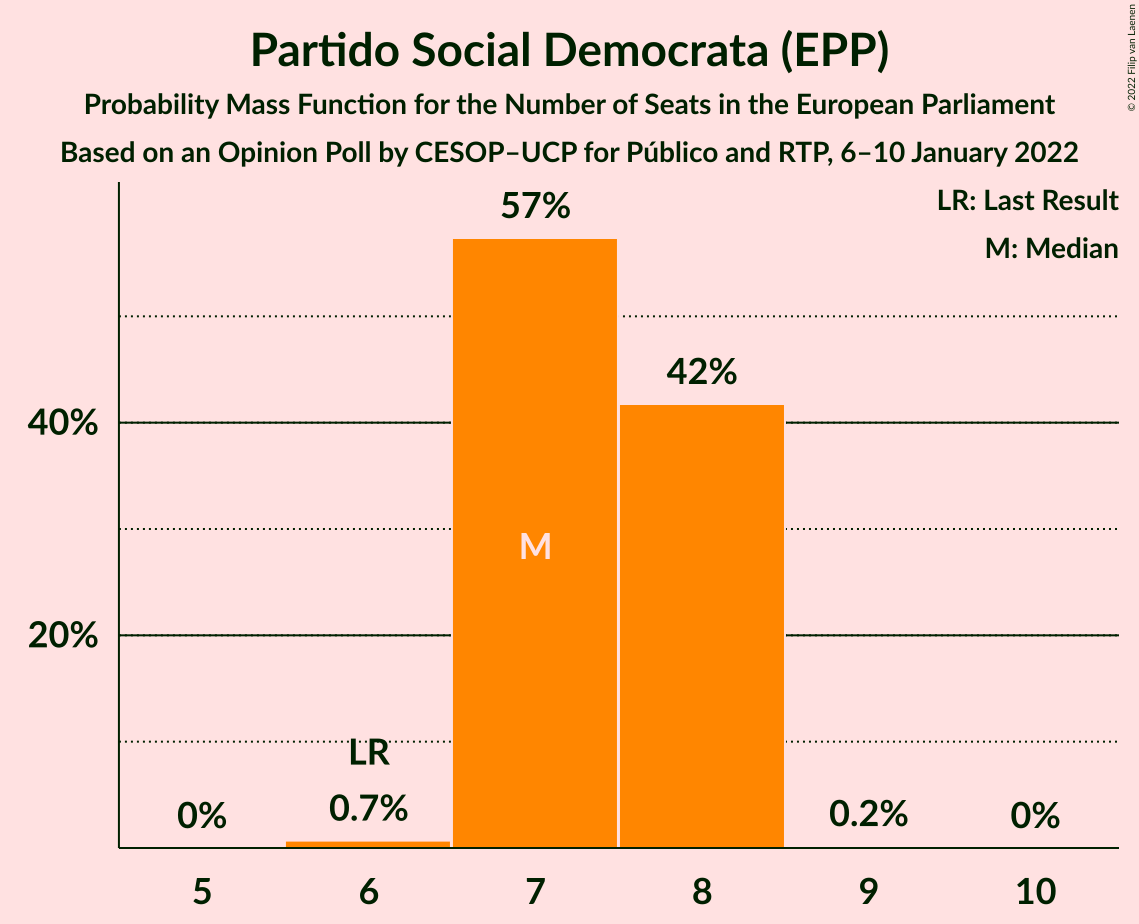 Partido Social Democrata (EPP)
Probability Mass Function for the Number of Seats in the European Parliament
Based on an Opinion Poll by CESOP–UCP for Público and RTP, 6–10 January 2022
© 2022 Filip van Laenen
LR: Last Result
M: Median
57%
42%
40%
M
20%
LR
0%
0.7%
0.2%
0%
5
6
7
8
9
10